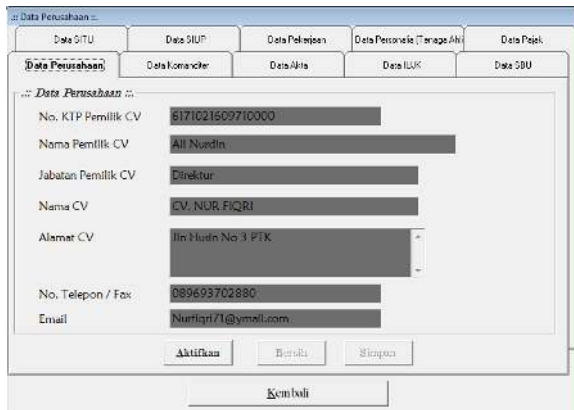 .: Data Perusahaan ::.
Data SITU Data SIUP Data Pekerjaan Data Personalia (Tenaga Ahli Data Pajak
Data Perusahaan Data Komanditer Data Akta Data IUJK Data SBU
.:: Data Perusahaan ::.
No. KTP Pemilik CV 6171021609710000
Nama Pemilik CV Ali Nurdin
Jabatan Pemilik CV Direktur
Nama CV CV. NUR FIQRI
Alamat CV Jln Husin No 3 PTK
No. Telepon / Fax 089693702880
Email Nurfiqri71@ymail.com
Aktifkan Bersih Simpan
Kembali